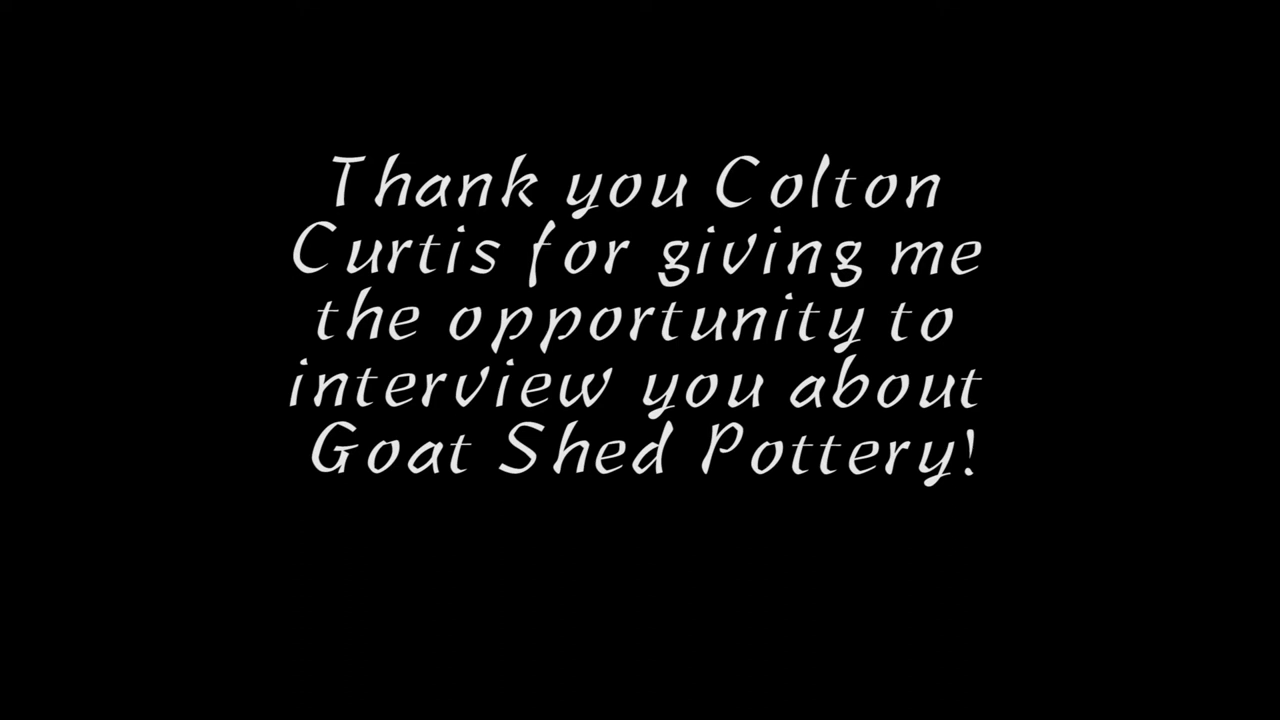 Thank you Colton
Curtis for giving me
the opportunity to
interview you about
Goat Shed Pottery!